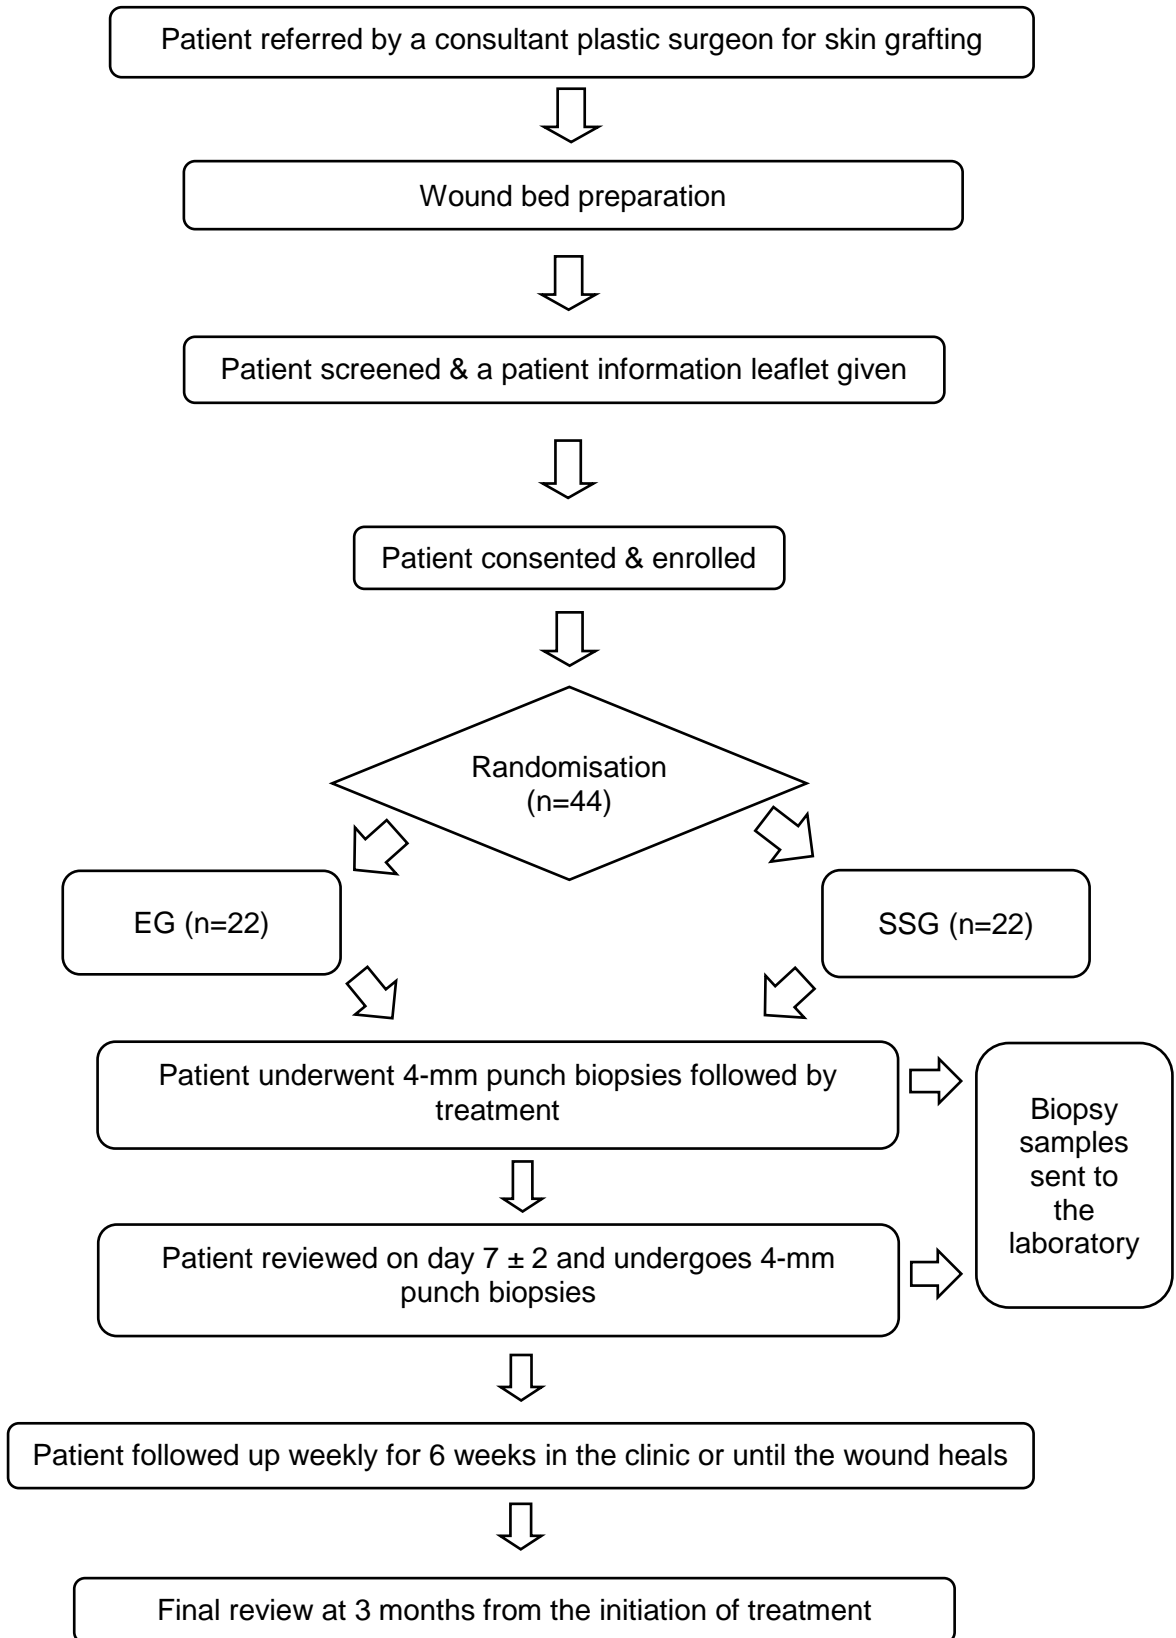 Patient referred by a consultant plastic surgeon for skin grafting
Wound bed preparation
Patient screened & a patient information leaflet given
Patient consented & enrolled
Randomisation
(n=44)
EG (n=22)
SSG (n=22)
Patient underwent 4-mm punch biopsies followed by
treatment
Biopsy
samples
sent to
the
laboratory
Patient reviewed on day 7 ± 2 and undergoes 4-mm
punch biopsies
Patient followed up weekly for 6 weeks in the clinic or until the wound heals
Final review at 3 months from the initiation of treatment